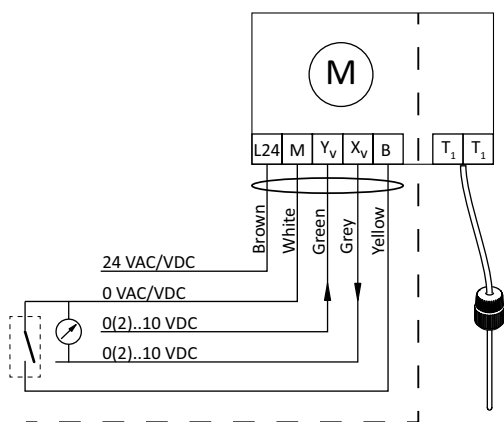 M
L24 M Yv Xv B T1 T1
Brown White Green Grey Yellow
24 VAC/VDC
0 VAC/VDC
0(2)..10 VDC
0(2)..10 VDC